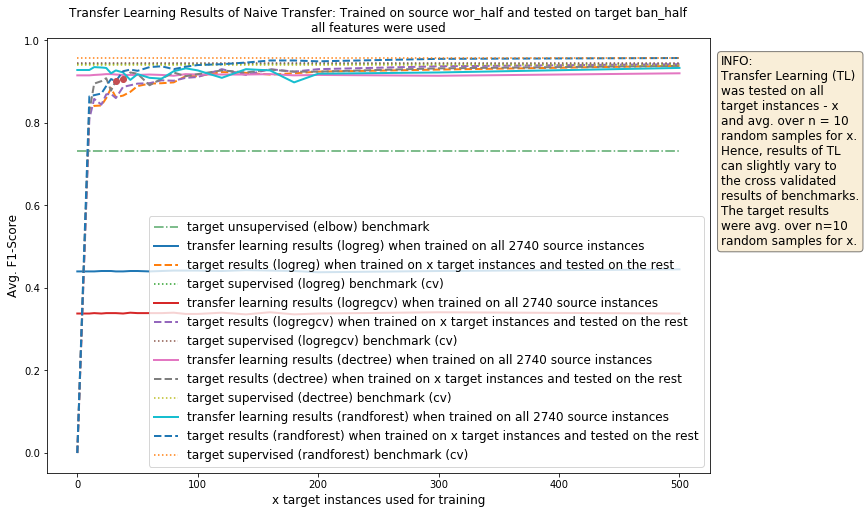 Transfer Learning Results of Naive Transfer: Trained on source wor_half and tested on target ban_half
all features were used
Avg. F1-Score
1.0
0.8
0.6
0.4
0.2
0.0
0
100
200
300
400
500
x target instances used for training
target unsupervised (elbow) benchmark
transfer learning results (logreg) when trained on all 2740 source instances
target results (logreg) when trained on x target instances and tested on the rest
target supervised (logreg) benchmark (cv)
transfer learning results (logregcv) when trained on all 2740 source instances
target results (logregcv) when trained on x target instances and tested on the rest
target supervised (logregcv) benchmark (cv)
transfer learning results (dectree) when trained on all 2740 source instances
target results (dectree) when trained on x target instances and tested on the rest
target supervised (dectree) benchmark (cv)
transfer learning results (randforest) when trained on all 2740 source instances
target results (randforest) when trained on x target instances and tested on the rest
target supervised (randforest) benchmark (cv)
INFO:
Transfer Learning (TL)
was tested on all
target instances - x
and avg. over n = 10
random samples for x.
Hence, results of TL
can slightly vary to
the cross validated
results of benchmarks.
The target results
were avg. over n=10
random samples for x.